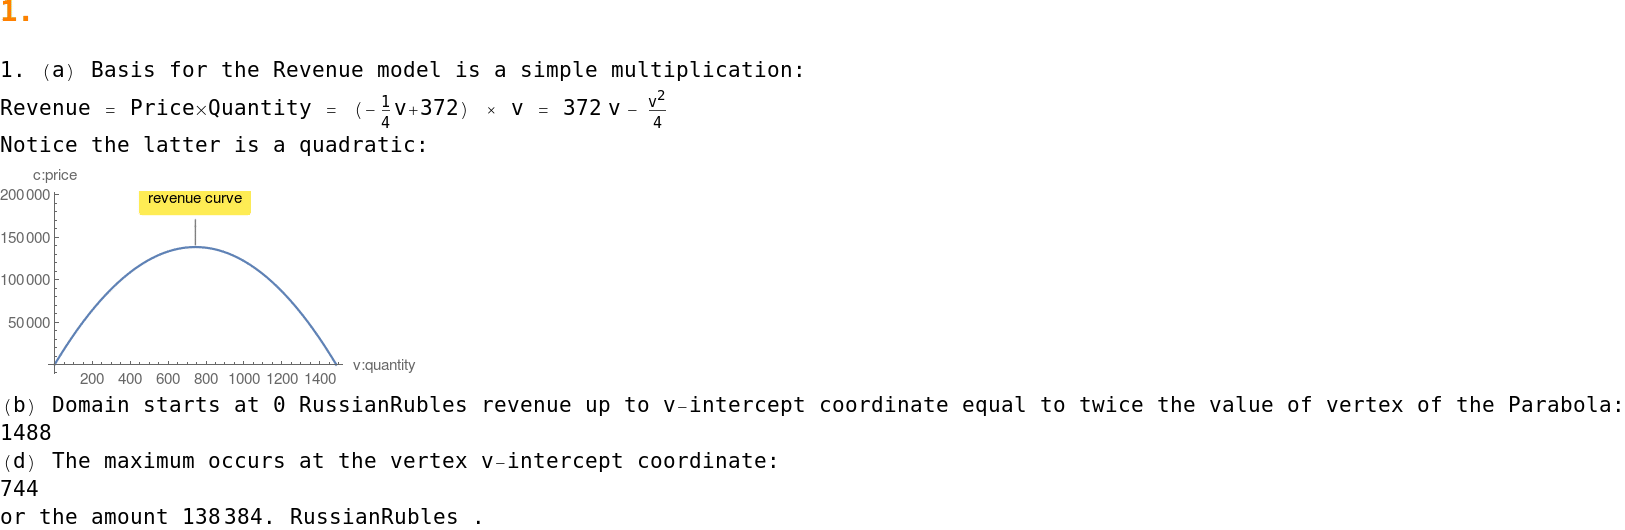 1.
1. (a) Basis for the Revenue model is a simple multiplication:
Revenue = Price×Quantity = (-1/4 v+372) × v = 372 v - v²/4
Notice the latter is a quadratic:
c:price
200 000
revenue curve
150 000
100 000
50 000
v:quantity
200 400 600 800 1000 1200 1400
(b) Domain starts at 0 RussianRubles revenue up to v-intercept coordinate equal to twice the value of vertex of the Parabola:
1488
(d) The maximum occurs at the vertex v-intercept coordinate:
744
or the amount 138 384. RussianRubles .